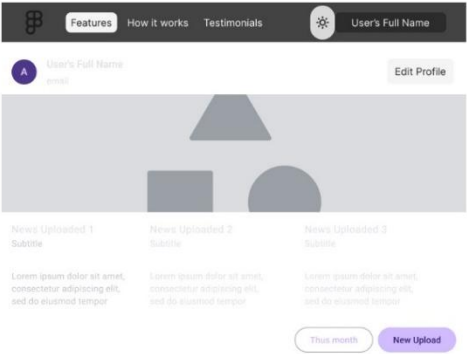 Features How it works Testimonials User's Full Name
A User's Full Name Edit Profile
email
News Uploaded 1 News Uploaded 2 News Uploaded 3
Subtitle Subtitle Subtitle
Lorem ipsum dolor sit amet, Lorem ipsum dolor sit amet, Lorem ipsum dolor sit amet,
consectetur adipiscing elit, consectetur adipiscing elit, consectetur adipiscing elit,
sed do eiusmod tempor sed do eiusmod tempor sed do eiusmod tempor
Thus month New Upload